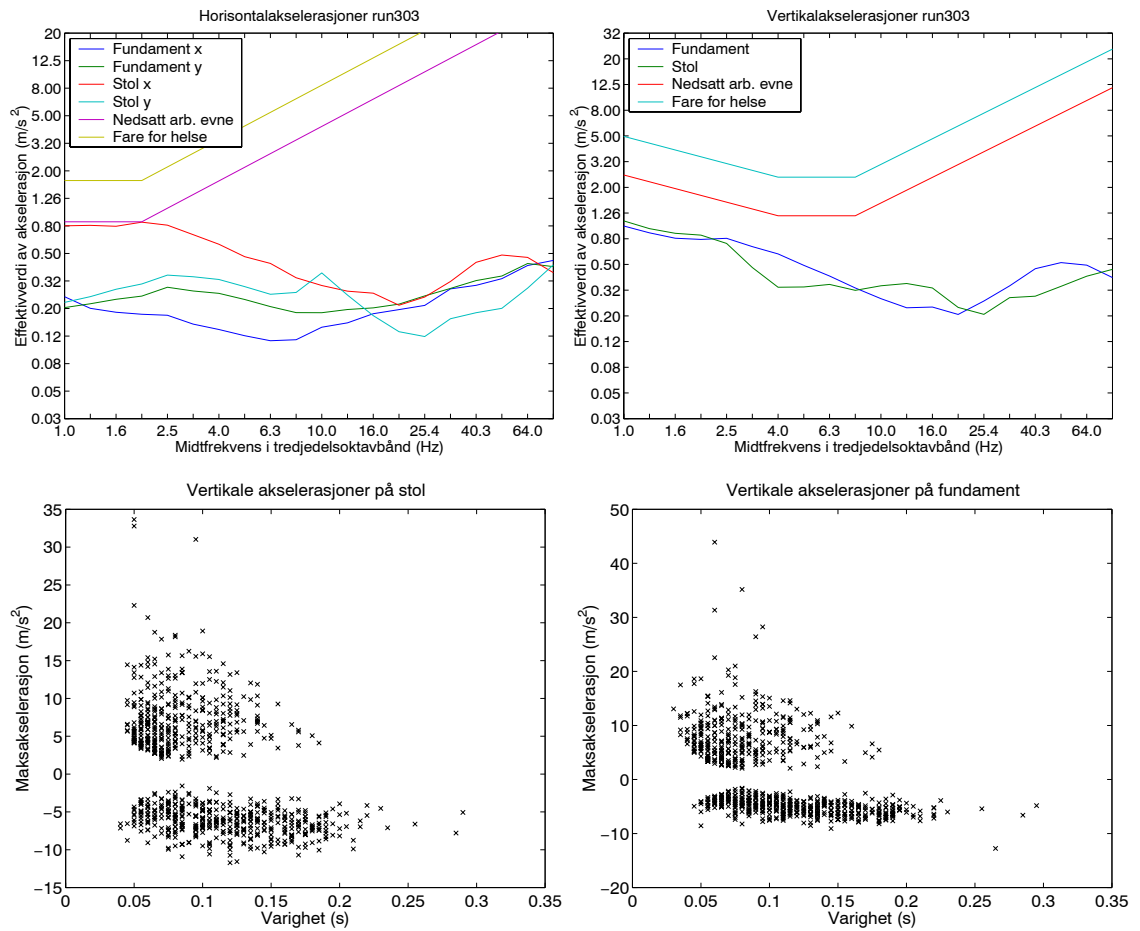 Horisontalakselerasjoner run303
Effektivverdi av akselerasjon (m/s²)
20
12.5
8.00
5.00
3.20
2.00
1.26
0.80
0.50
0.32
0.20
0.12
0.08
0.05
0.03
Fundament x
Fundament y
Stol x
Stol y
Nedsatt arb. evne
Fare for helse
1.0 1.6 2.5 4.0 6.3 10.0 16.0 25.4 40.3 64.0
Midtfrekvens i tredjedelsoktavbånd (Hz)
Vertikalakselerasjoner run303
Effektivverdi av akselerasjon (m/s²)
32
20
12.5
8.00
5.00
3.20
2.00
1.26
0.80
0.50
0.32
0.20
0.12
0.08
0.05
0.03
Fundament
Stol
Nedsatt arb. evne
Fare for helse
1.0 1.6 2.5 4.0 6.3 10.0 16.0 25.4 40.3 64.0
Midtfrekvens i tredjedelsoktavbånd (Hz)
Vertikale akselerasjoner på stol
Maksakselerasjon (m/s²)
35
30
25
20
15
10
5
0
−5
−10
−15
0 0.05 0.1 0.15 0.2 0.25 0.3 0.35
Varighet (s)
Vertikale akselerasjoner på fundament
Maksakselerasjon (m/s²)
50
40
30
20
10
0
−10
−20
0 0.05 0.1 0.15 0.2 0.25 0.3 0.35
Varighet (s)